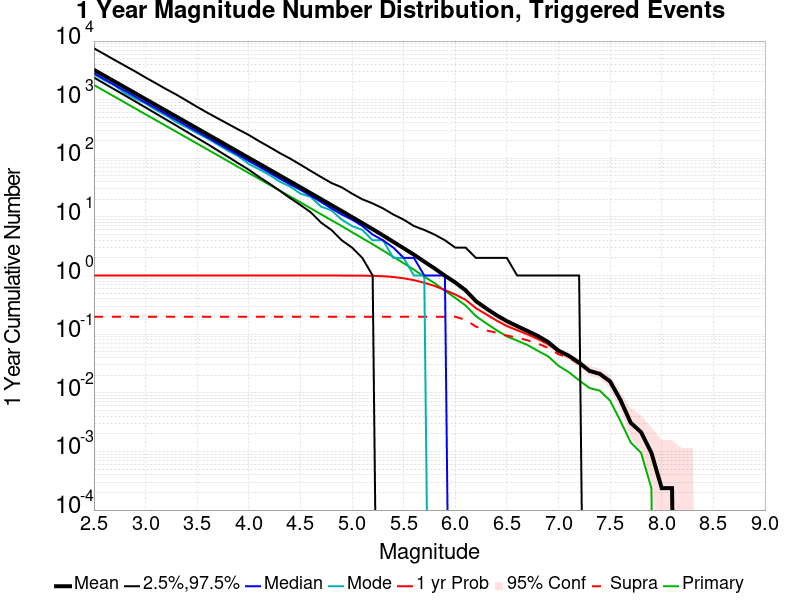 1 Year Magnitude Number Distribution, Triggered Events
1 Year Cumulative Number
10^4
10^3
10^2
10^1
10^0
10^-1
10^-2
10^-3
10^-4
2.5 3.0 3.5 4.0 4.5 5.0 5.5 6.0 6.5 7.0 7.5 8.0 8.5 9.0
Magnitude
Mean 2.5%,97.5% Median Mode 1 yr Prob 95% Conf Supra Primary